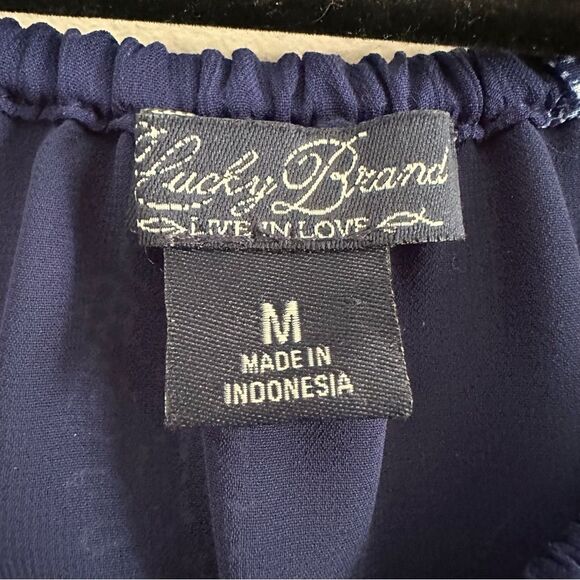 Lucky Brand
LIVE IN LOVE
M
MADE IN
INDONESIA